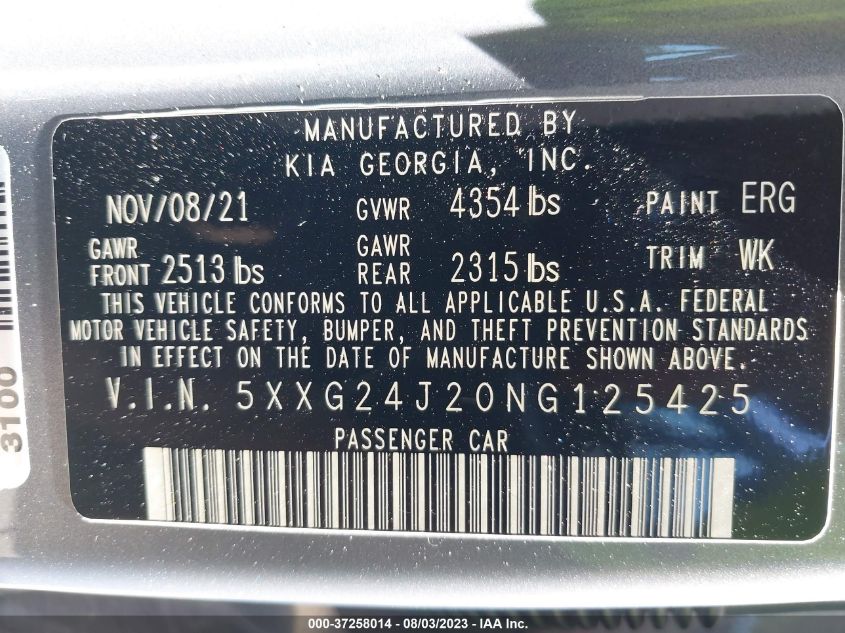 MANUFACTURED BY
KIA GEORGIA, INC.
NOV/08/21 GVWR 4354 lbs PAINT ERG
GAWR FRONT 2513 lbs GAWR REAR 2315 lbs TRIM WK
THIS VEHICLE CONFORMS TO ALL APPLICABLE U.S.A. FEDERAL
MOTOR VEHICLE SAFETY, BUMPER, AND THEFT PREVENTION STANDARDS
IN EFFECT ON THE DATE OF MANUFACTURE SHOWN ABOVE.
V.I.N. 5XXG24J20NG125425
PASSENGER CAR
3100
000-37258014 - 08/03/2023 - IAA Inc.